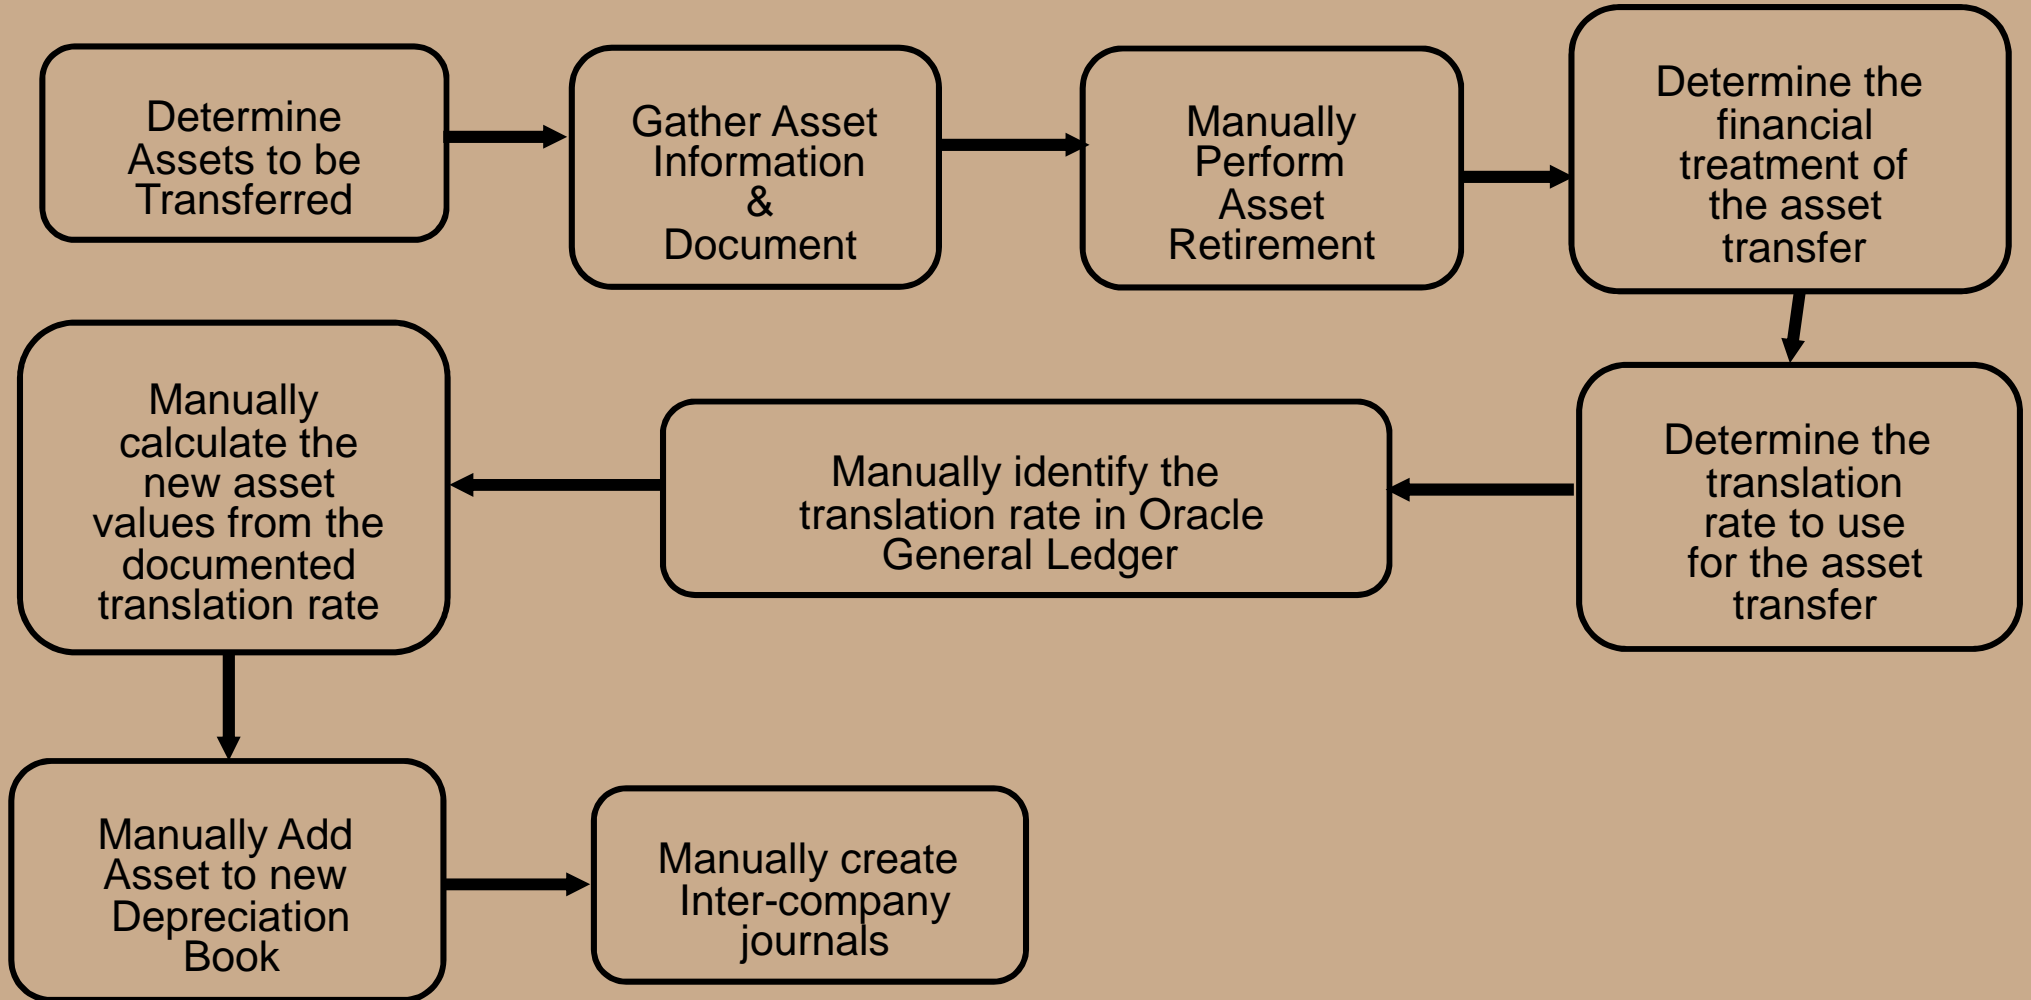 Determine
Assets to be
Transferred
Gather Asset
Information
&
Document
Manually
Perform
Asset
Retirement
Determine the
financial
treatment of
the asset
transfer
Determine the
translation
rate to use
for the asset
transfer
Manually identify the
translation rate in Oracle
General Ledger
Manually
calculate the
new asset
values from the
documented
translation rate
Manually Add
Asset to new
Depreciation
Book
Manually create
Inter-company
journals